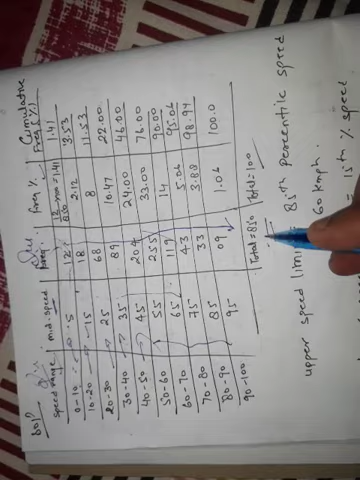 speed range mid. speed freq. freq % Cumulative freq (%)
0-10 5 12 12/850 × 100 = 1.41 1.41
10-20 15 18 2.12 13.53
20-30 25 68 8 11.53
30-40 35 89 10.47 22.00
40-50 45 204 24.00 46.00
50-60 55 255 33.00 76.00
60-70 65 119 14 90.00
70-80 75 43 5.06 95.06
80-90 85 33 3.88 98.94
90-100 95 09 1.06 100.0
Total = 850 Total = 100
upper speed limi 85th percentile speed
60 kmph.
= 15th % speed